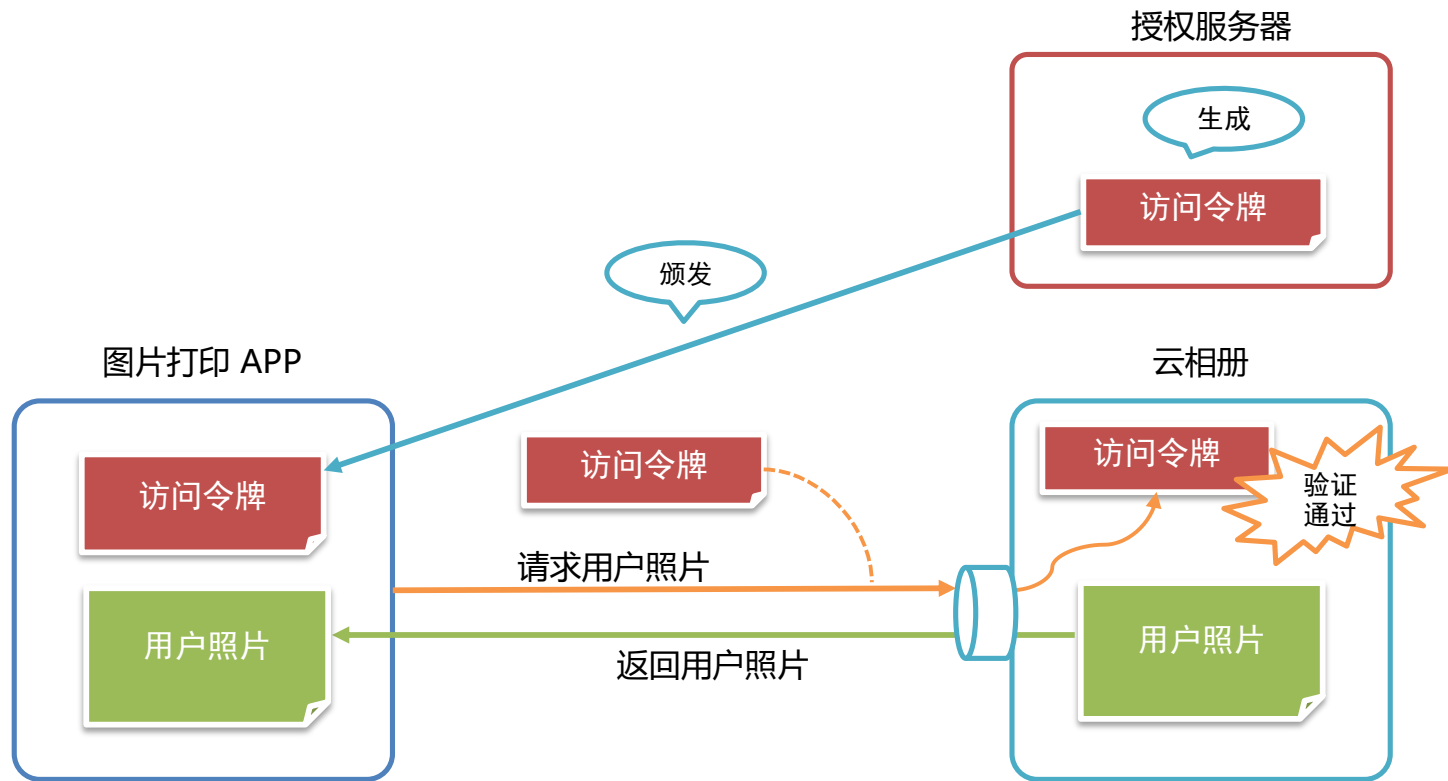 授权服务器
生成
访问令牌
颁发
图片打印 APP
云相册
访问令牌
访问令牌
访问令牌
验证
通过
请求用户照片
用户照片
用户照片
返回用户照片